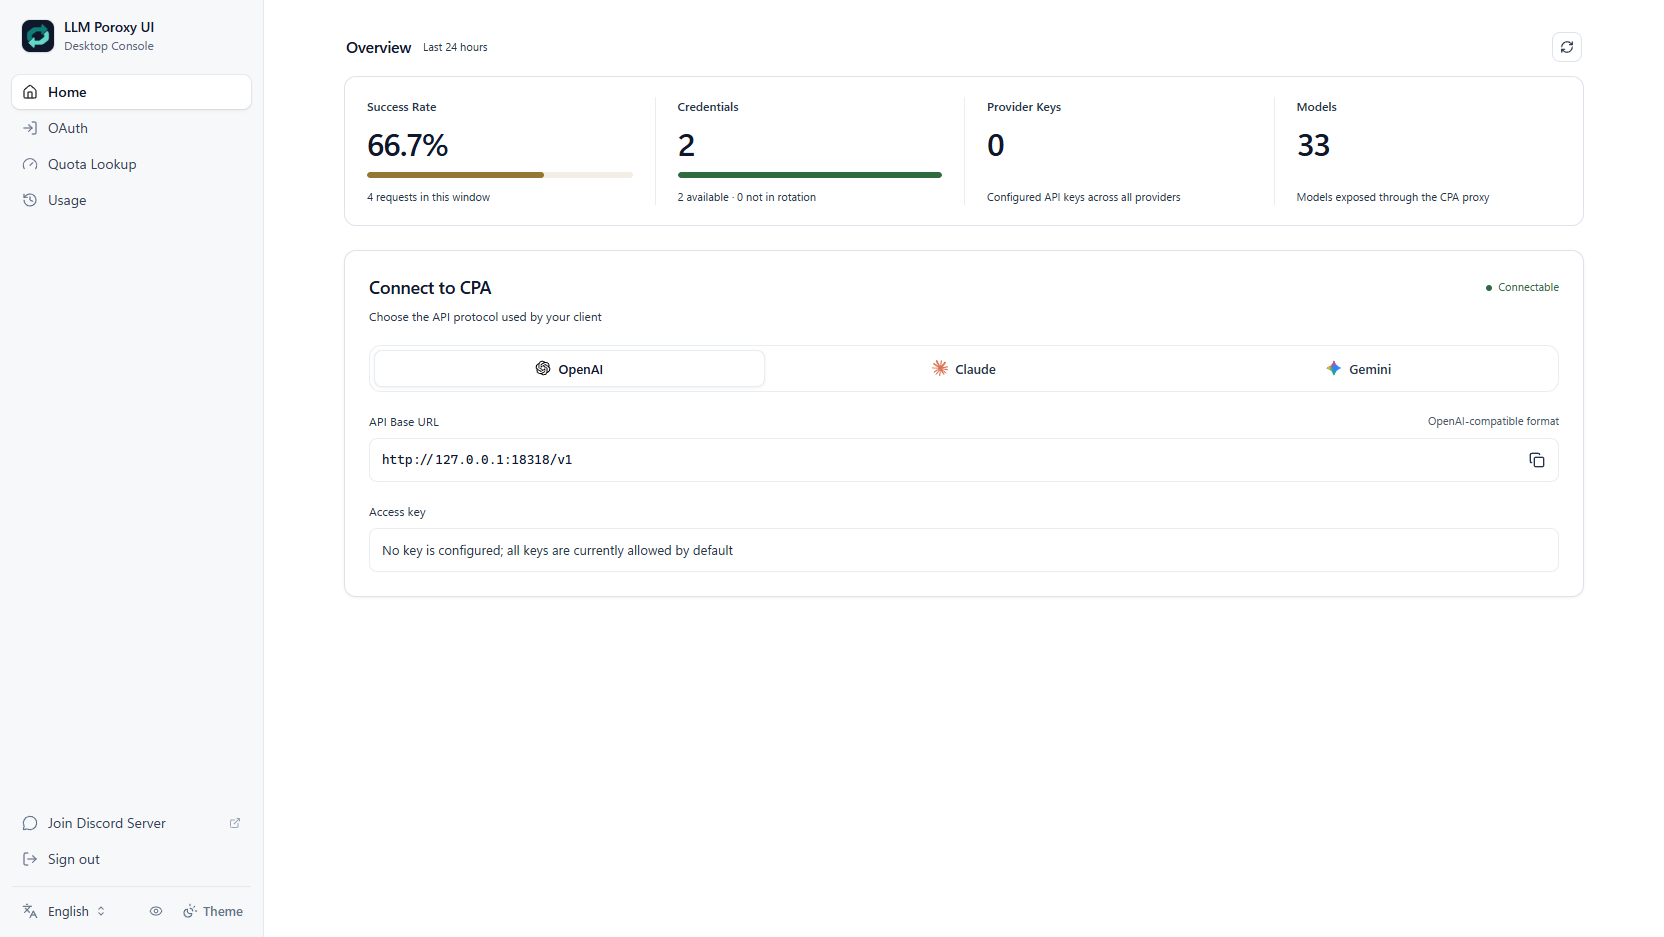 LLM Poroxy UI
Desktop Console
Home
OAuth
Quota Lookup
Usage
Join Discord Server
Sign out
English
Theme
Overview
Last 24 hours
Success Rate
66.7%
4 requests in this window
Credentials
2
2 available · 0 not in rotation
Provider Keys
0
Configured API keys across all providers
Models
33
Models exposed through the CPA proxy
Connect to CPA
Connectable
Choose the API protocol used by your client
OpenAI
Claude
Gemini
API Base URL
OpenAI-compatible format
http://127.0.0.1:18318/v1
Access key
No key is configured; all keys are currently allowed by default